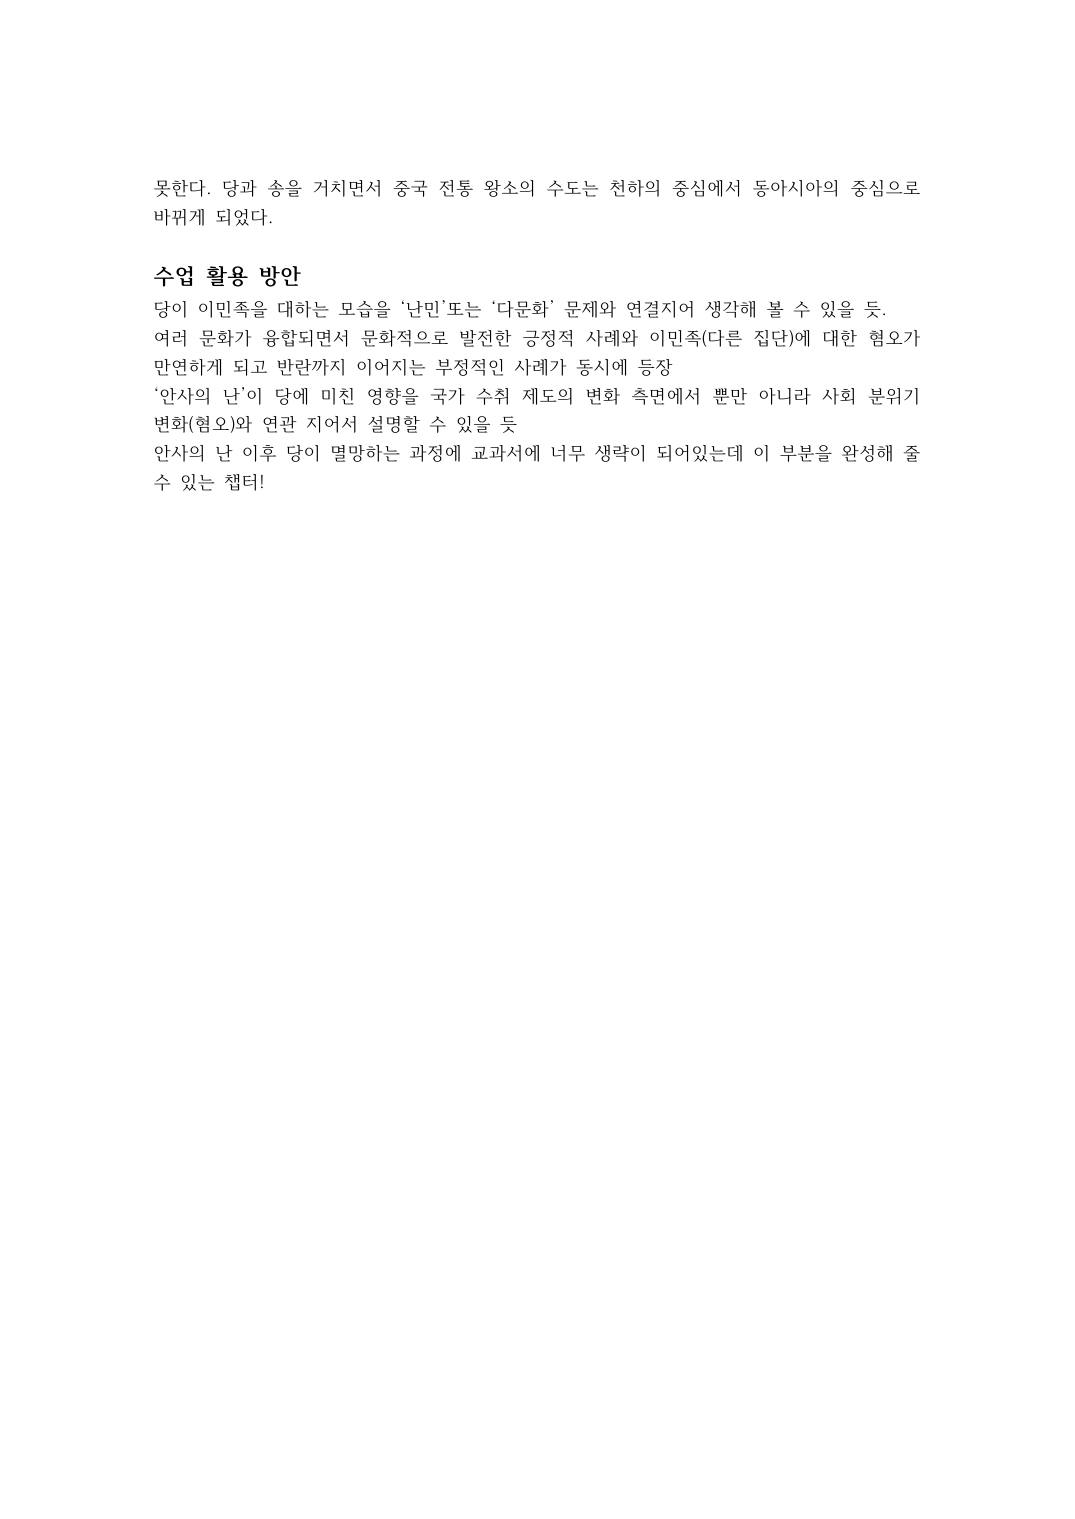 못한다. 당과 송을 거치면서 중국 전통 왕소의 수도는 천하의 중심에서 동아시아의 중심으로
바뀌게 되었다.
수업 활용 방안
당이 이민족을 대하는 모습을 ‘난민’또는 ‘다문화’ 문제와 연결지어 생각해 볼 수 있을 듯.
여러 문화가 융합되면서 문화적으로 발전한 긍정적 사례와 이민족(다른 집단)에 대한 혐오가
만연하게 되고 반란까지 이어지는 부정적인 사례가 동시에 등장
‘안사의 난’이 당에 미친 영향을 국가 수취 제도의 변화 측면에서 뿐만 아니라 사회 분위기
변화(혐오)와 연관 지어서 설명할 수 있을 듯
안사의 난 이후 당이 멸망하는 과정에 교과서에 너무 생략이 되어있는데 이 부분을 완성해 줄
수 있는 챕터!